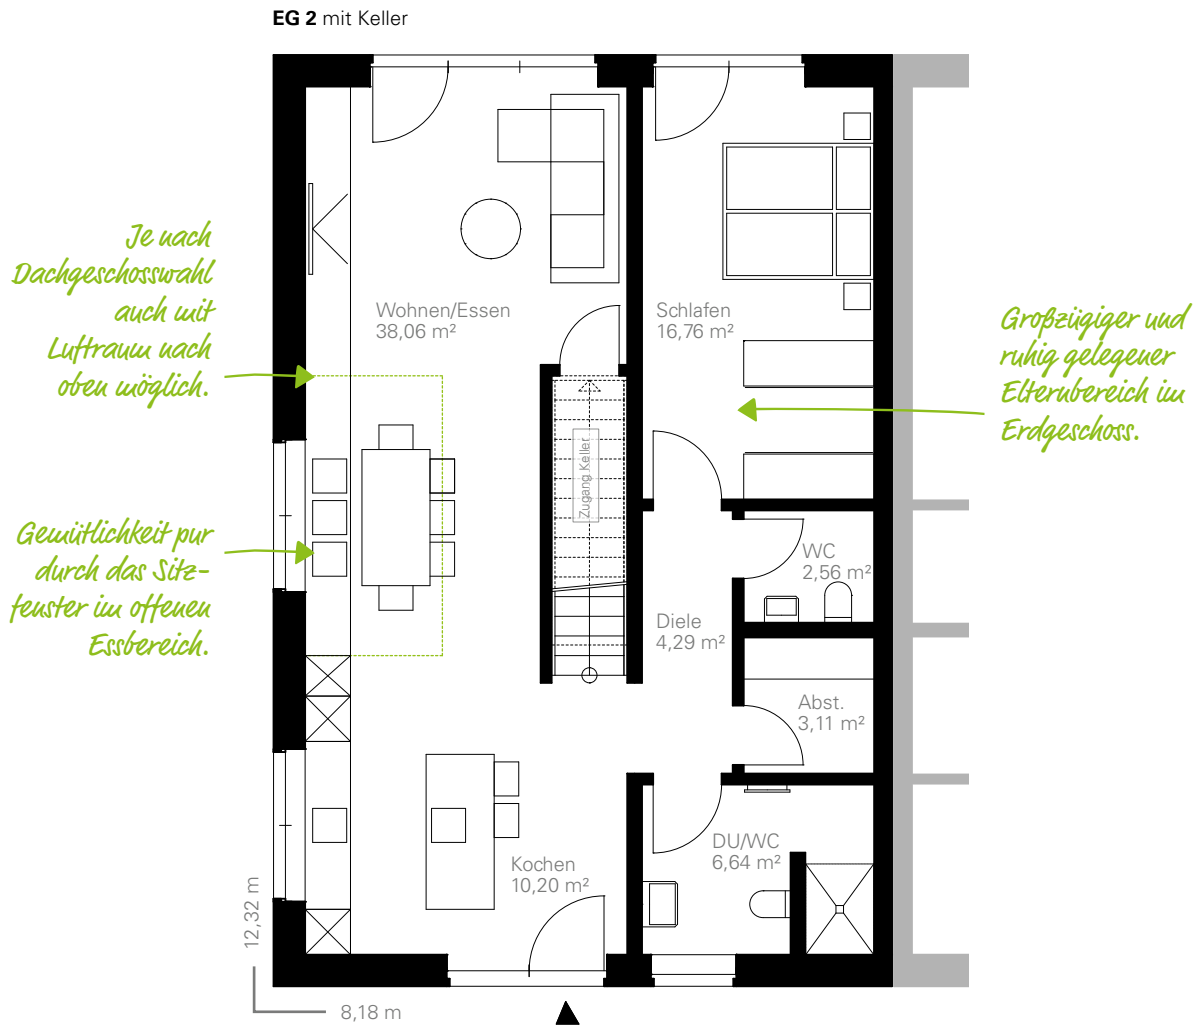 EG 2 mit Keller
Je nach
Dachgeschosswahl
auch mit
Luftraum nach
oben möglich.
Wohnen/Essen
38,06 m²
Schlafen
16,76 m²
Großzügiger und
ruhig gelegener
Elternbereich im
Erdgeschoss.
Zugang Keller
Gemütlichkeit pur
durch das Sitz-
fenster im offenen
Essbereich.
WC
2,56 m²
Diele
4,29 m²
Abst.
3,11 m²
DU/WC
6,64 m²
Kochen
10,20 m²
12,32 m
8,18 m